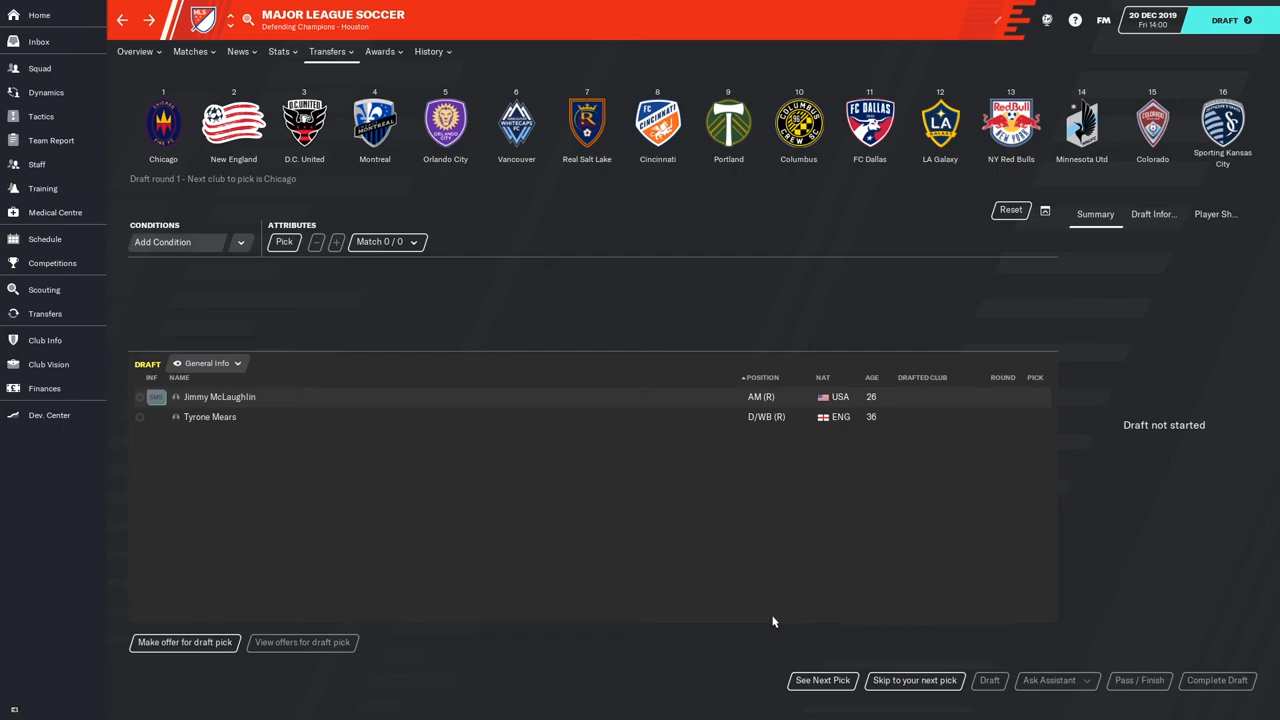 Home
Inbox
Squad
Dynamics
Tactics
Team Report
Staff
Training
Medical Centre
Schedule
Competitions
Scouting
Transfers
Club Info
Club Vision
Finances
Dev. Center
MAJOR LEAGUE SOCCER
Defending Champions - Houston
FM
20 DEC 2019
Fri 14:00
DRAFT
Overview Matches News Stats Transfers Awards History
1 2 3 4 5 6 7 8 9 10 11 12 13 14 15 16
Chicago New England D.C. United Montreal Orlando City Vancouver Real Salt Lake Cincinnati Portland Columbus FC Dallas LA Galaxy NY Red Bulls Minnesota Utd Colorado Sporting Kansas
City
Draft round 1 - Next club to pick is Chicago
Reset
Summary Draft Infor... Player Sh...
CONDITIONS ATTRIBUTES
Add Condition Pick - + Match 0 / 0
DRAFT General Info
INF NAME POSITION NAT AGE DRAFTED CLUB ROUND PICK
SMS Jimmy McLaughlin AM (R) USA 26
Tyrone Mears D/WB (R) ENG 36
Draft not started
Make offer for draft pick View offers for draft pick
See Next Pick Skip to your next pick Draft Ask Assistant Pass / Finish Complete Draft